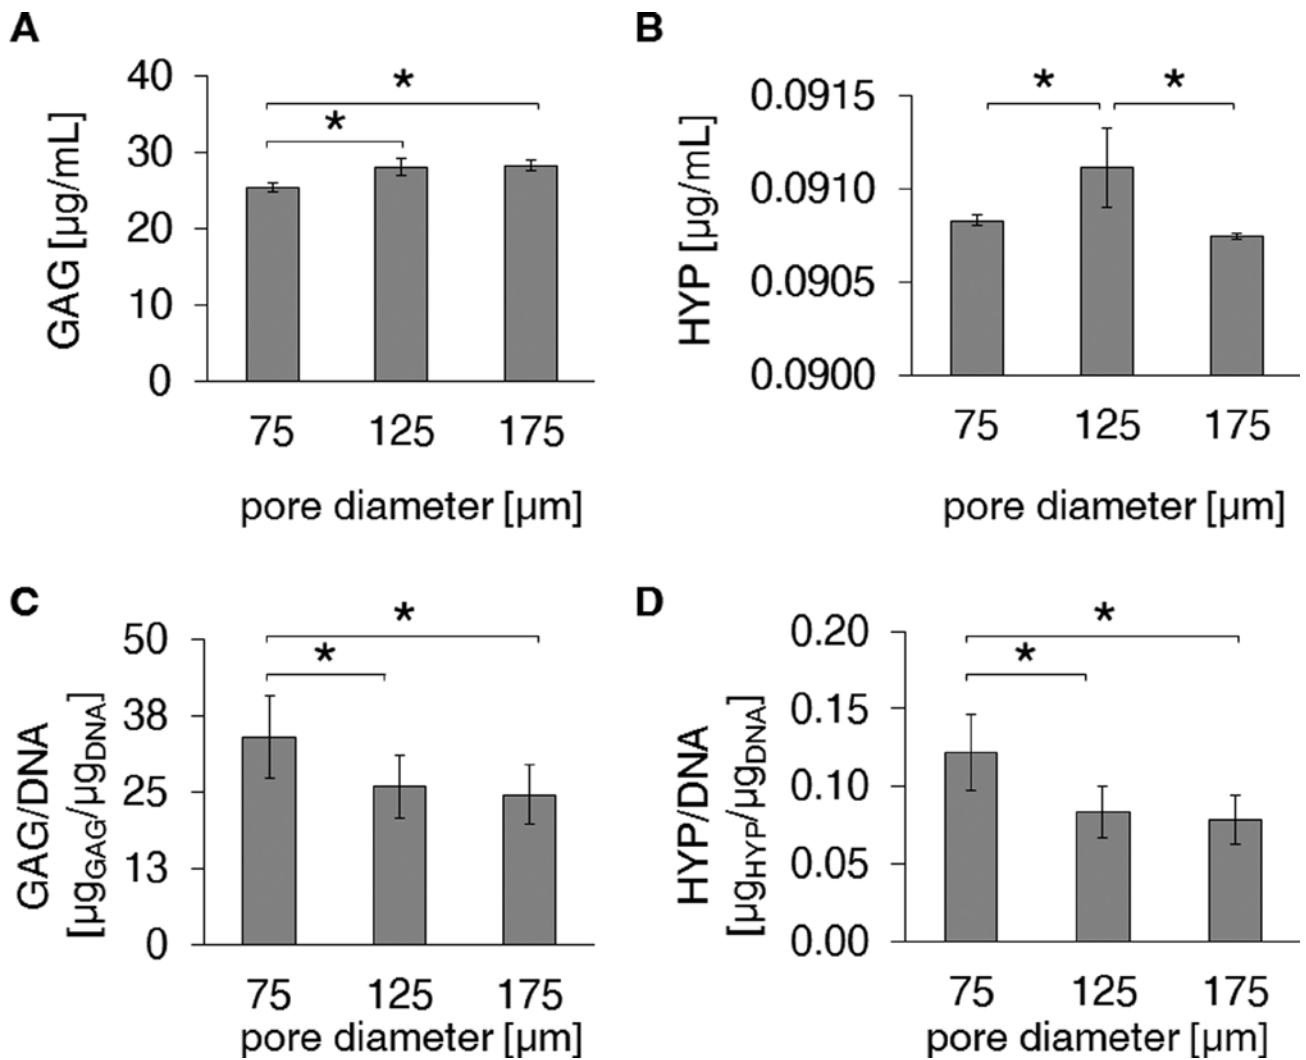 A
GAG [µg/mL]
40
30
20
10
0
*
*
75 125 175
pore diameter [µm]
B
HYP [µg/mL]
0.0915
0.0910
0.0905
0.0900
* *
75 125 175
pore diameter [µm]
C
GAG/DNA
[µgGAG/µgDNA]
50
38
25
13
0
*
*
75 125 175
pore diameter [µm]
D
HYP/DNA
[µgHYP/µgDNA]
0.20
0.15
0.10
0.05
0.00
*
*
75 125 175
pore diameter [µm]